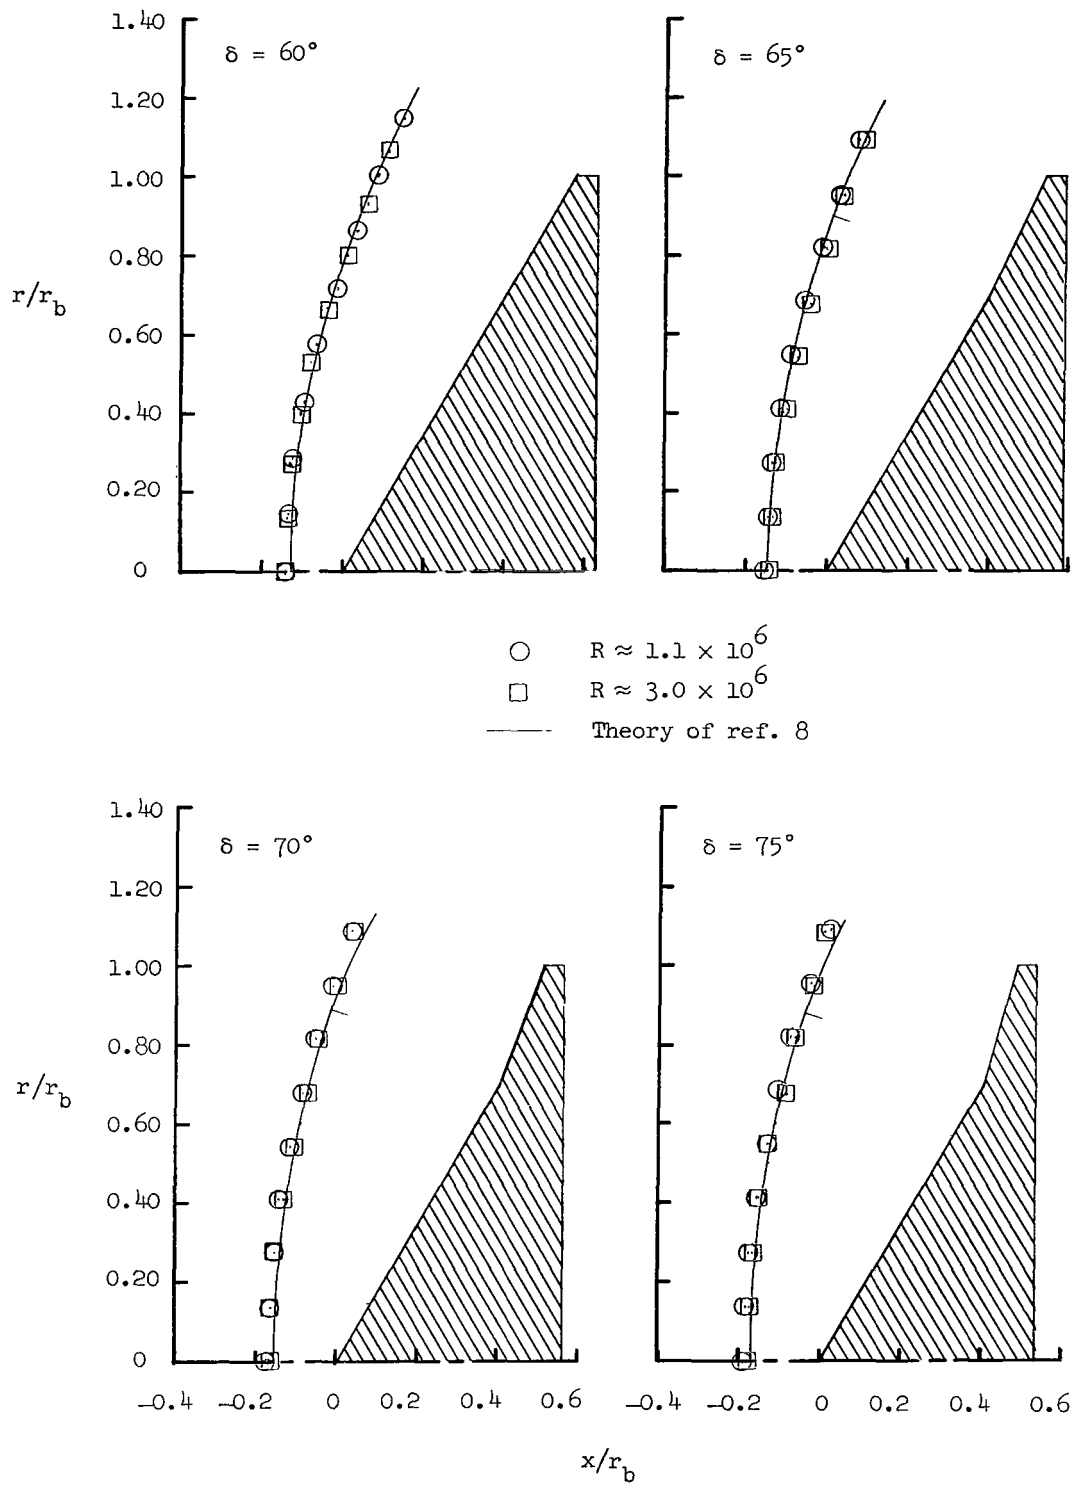 1.40
δ = 60°
δ = 65°
1.20
1.00
0.80
r/r_b
0.60
0.40
0.20
0
R ≈ 1.1 × 10^6
R ≈ 3.0 × 10^6
Theory of ref. 8
1.40
δ = 70°
δ = 75°
1.20
1.00
0.80
r/r_b
0.60
0.40
0.20
0
-0.4 -0.2 0 0.2 0.4 0.6 -0.4 -0.2 0 0.2 0.4 0.6
x/r_b